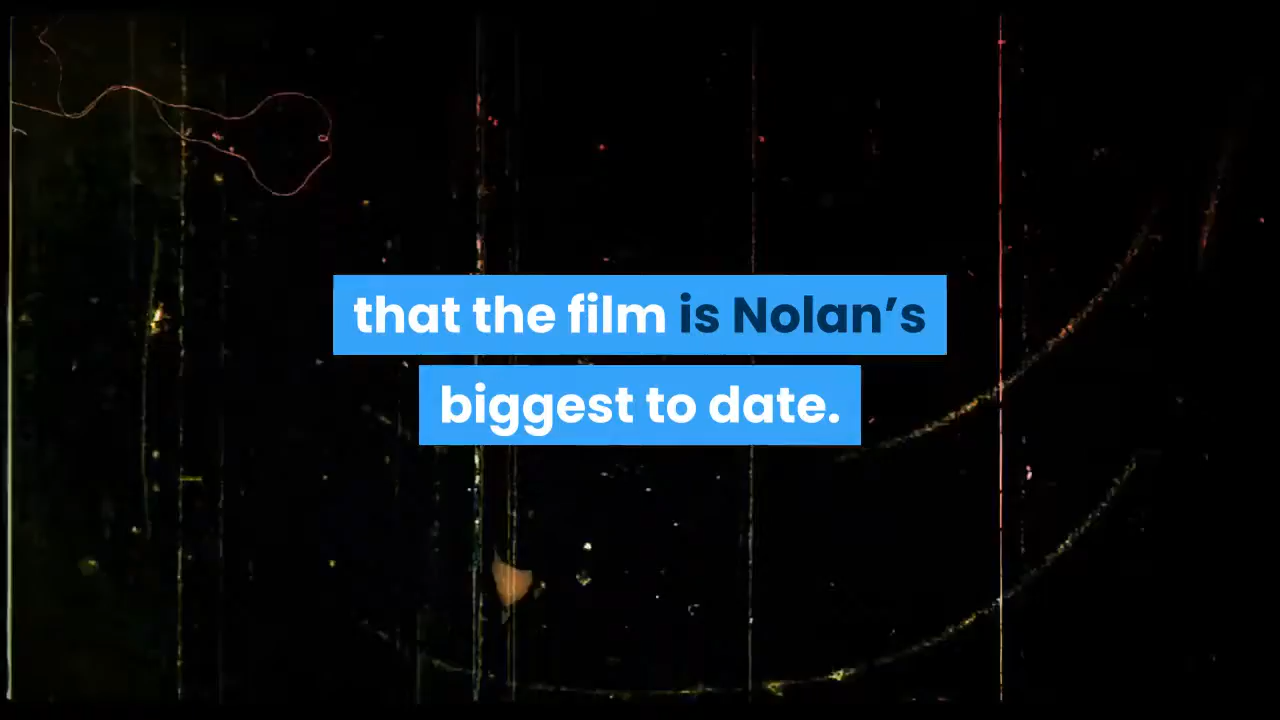 that the film is Nolan’s
biggest to date.